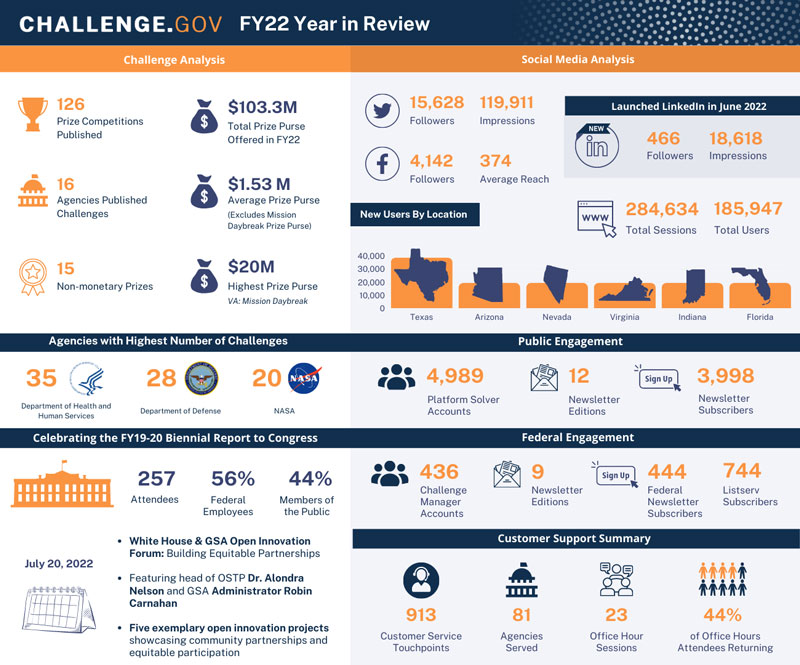 CHALLENGE.GOV FY22 Year in Review
Challenge Analysis
126
Prize Competitions
Published
$103.3M
Total Prize Purse
Offered in FY22
16
Agencies Published
Challenges
$1.53 M
Average Prize Purse
(Excludes Mission
Daybreak Prize Purse)
15
Non-monetary Prizes
$20M
Highest Prize Purse
VA: Mission Daybreak
Social Media Analysis
15,628
Followers
119,911
Impressions
4,142
Followers
374
Average Reach
Launched LinkedIn in June 2022
NEW
in
466
Followers
18,618
Impressions
New Users By Location
www
284,634
Total Sessions
185,947
Total Users
40,000
30,000
20,000
10,000
0
Texas
Arizona
Nevada
Virginia
Indiana
Florida
Agencies with Highest Number of Challenges
35
Department of Health and
Human Services
28
Department of Defense
20
NASA
NASA
Public Engagement
4,989
Platform Solver
Accounts
12
Newsletter
Editions
Sign Up
3,998
Newsletter
Subscribers
Celebrating the FY19-20 Biennial Report to Congress
257
Attendees
56%
Federal
Employees
44%
Members of
the Public
July 20, 2022
• White House & GSA Open Innovation
Forum: Building Equitable Partnerships
• Featuring head of OSTP Dr. Alondra
Nelson and GSA Administrator Robin
Carnahan
• Five exemplary open innovation projects
showcasing community partnerships and
equitable participation
Federal Engagement
436
Challenge
Manager
Accounts
9
Newsletter
Editions
Sign Up
444
Federal
Newsletter
Subscribers
744
Listserv
Subscribers
Customer Support Summary
913
Customer Service
Touchpoints
81
Agencies
Served
23
Office Hour
Sessions
44%
of Office Hours
Attendees Returning